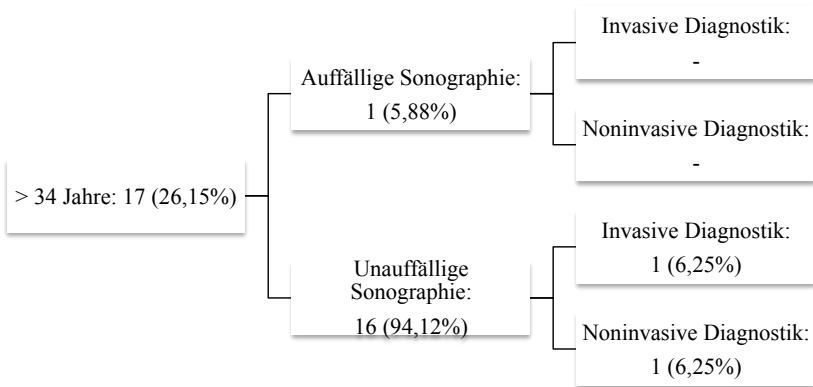 > 34 Jahre: 17 (26,15%)
Auffällige Sonographie:
1 (5,88%)
Invasive Diagnostik:
-
Noninvasive Diagnostik:
-
Unauffällige
Sonographie:
16 (94,12%)
Invasive Diagnostik:
1 (6,25%)
Noninvasive Diagnostik:
1 (6,25%)